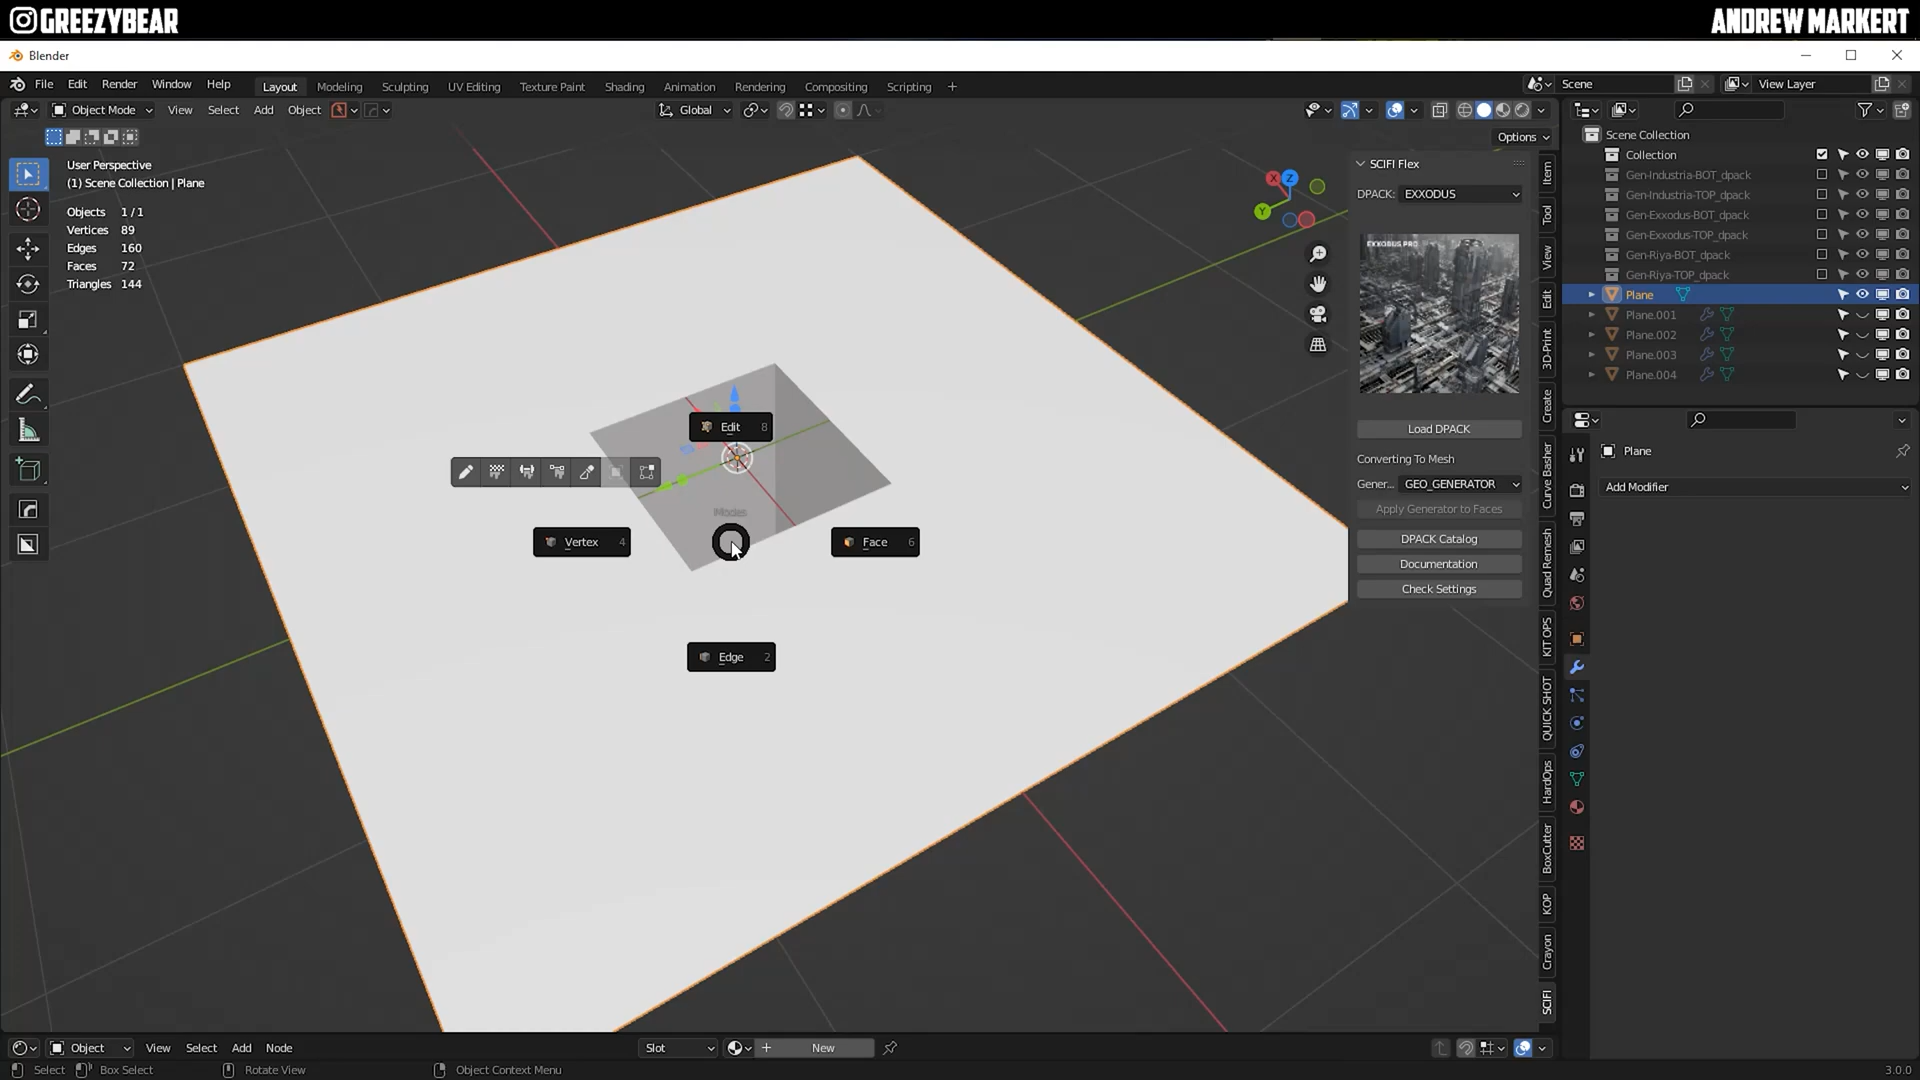 GREEZYBEAR
ANDREW MARKERT
Blender
File Edit Render Window Help
Layout Modeling Sculpting UV Editing Texture Paint Shading Animation Rendering Compositing Scripting +
Scene
View Layer
Object Mode View Select Add Object
Global
Options
User Perspective
(1) Scene Collection | Plane
Objects 1 / 1
Vertices 89
Edges 160
Faces 72
Triangles 144
X
Z
Y
Edit 8
Modes
Vertex 4
Face 6
Edge 2
SCIFI Flex
DPACK: EXXODUS
EXXODUS PRO
Load DPACK
Converting To Mesh
Gener... GEO_GENERATOR
Apply Generator to Faces
DPACK Catalog
Documentation
Check Settings
Item
Tool
View
Edit
3D-Print
Create
Curve Basher
Quad Remesh
KIT OPS
QUICK SHOT
HardOps
BoxCutter
KOP
Crayon
SCIFI
Scene Collection
Collection
Gen-Industria-BOT_dpack
Gen-Industria-TOP_dpack
Gen-Exxodus-BOT_dpack
Gen-Exxodus-TOP_dpack
Gen-Riya-BOT_dpack
Gen-Riya-TOP_dpack
Plane
Plane.001
Plane.002
Plane.003
Plane.004
Plane
Add Modifier
Object View Select Add Node
Slot
+ New
Select Box Select Rotate View Object Context Menu
3.0.0